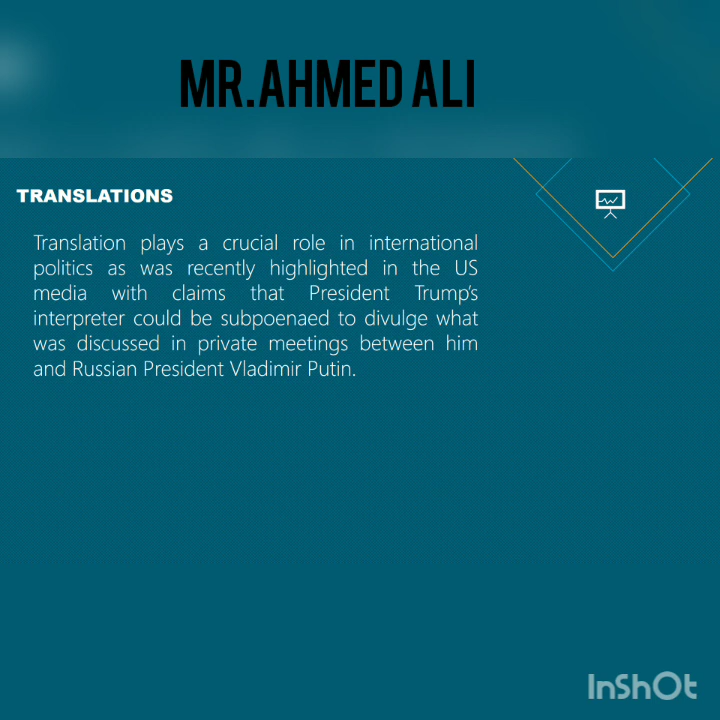 MR.AHMED ALI
TRANSLATIONS
Translation plays a crucial role in international
politics as was recently highlighted in the US
media with claims that President Trump's
interpreter could be subpoenaed to divulge what
was discussed in private meetings between him
and Russian President Vladimir Putin.
InShOt